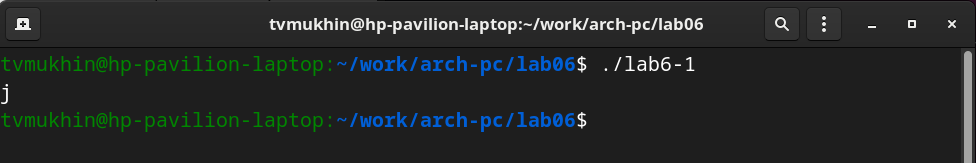 tvmukhin@hp-pavilion-laptop:~/work/arch-pc/lab06
tvmukhin@hp-pavilion-laptop:~/work/arch-pc/lab06$ ./lab6-1
j
tvmukhin@hp-pavilion-laptop:~/work/arch-pc/lab06$